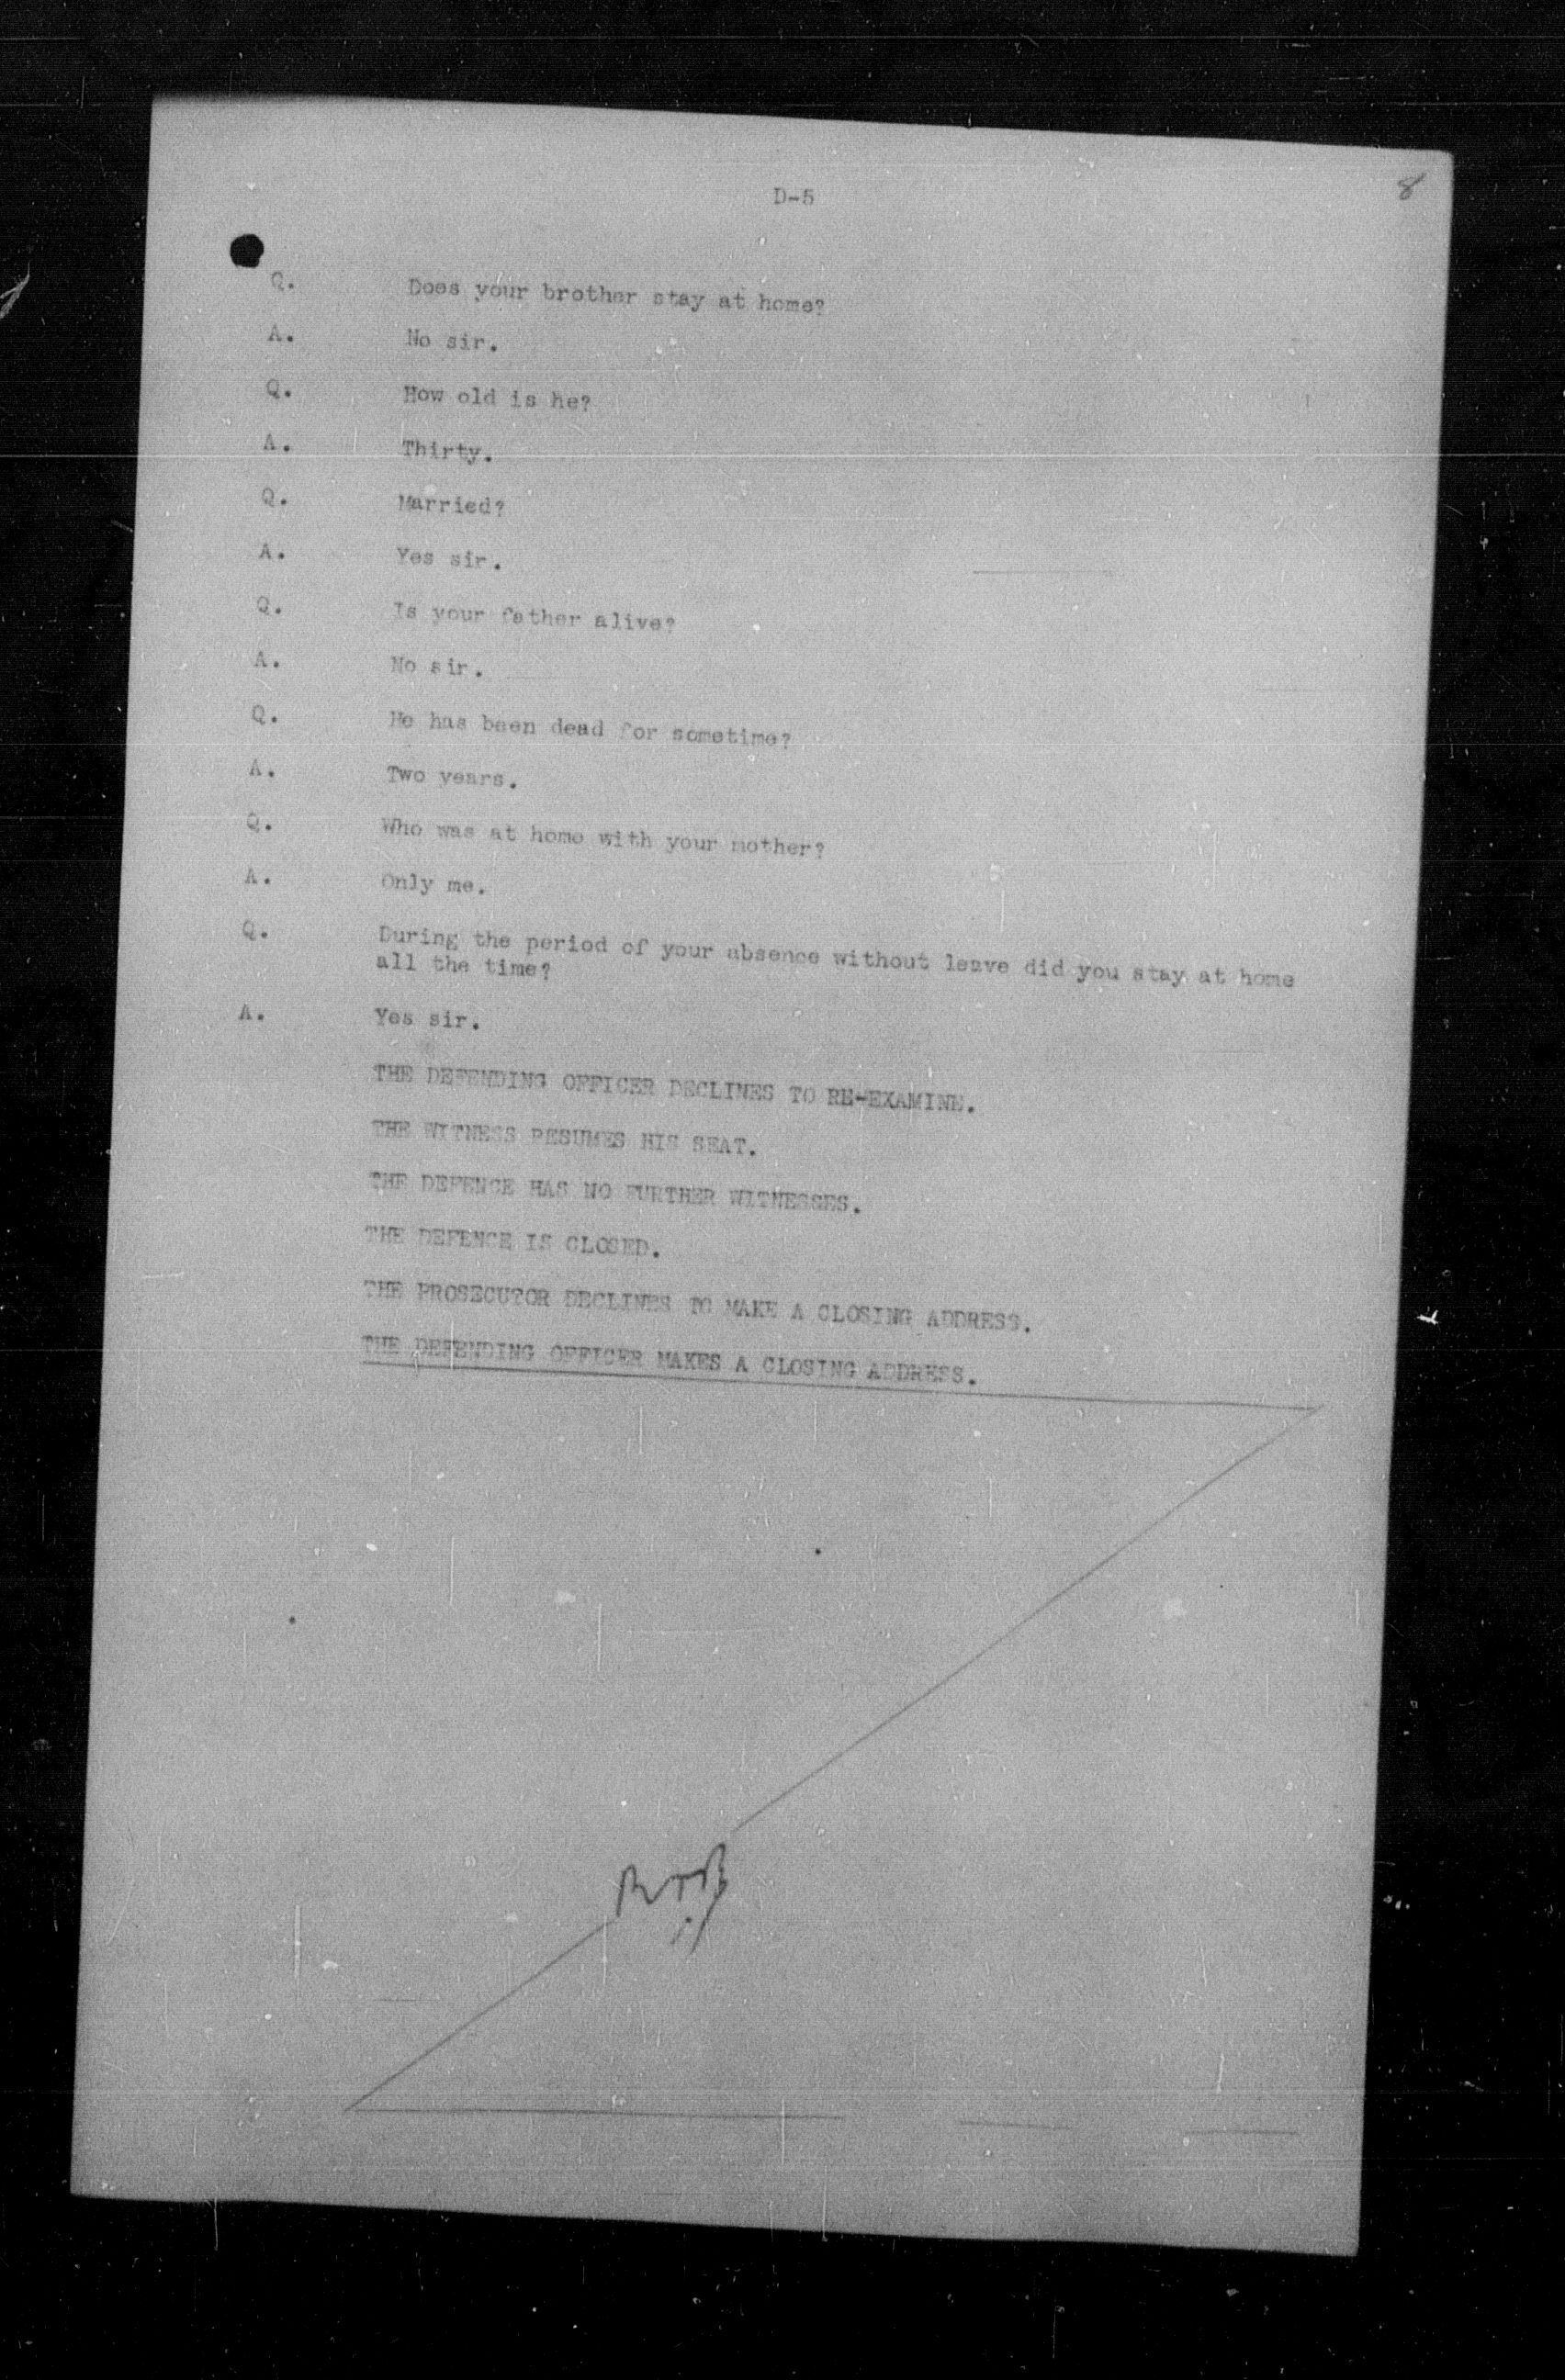 D-5
8
Q. Does your brother stay at home?
A. No sir.
Q. How old is he?
A. Thirty.
Q. Married?
A. Yes sir.
Q. Is your father alive?
A. No sir.
Q. He has been dead for sometime?
A. Two years.
Q. Who was at home with your mother?
A. Only me.
Q. During the period of your absence without leave did you stay at home
all the time?
A. Yes sir.
THE DEFENDING OFFICER DECLINES TO RE-EXAMINE.
THE WITNESS RESUMES HIS SEAT.
THE DEFENCE HAS NO FURTHER WITNESSES.
THE DEFENCE IS CLOSED.
THE PROSECUTOR DECLINES TO MAKE A CLOSING ADDRESS.
THE DEFENDING OFFICER MAKES A CLOSING ADDRESS.